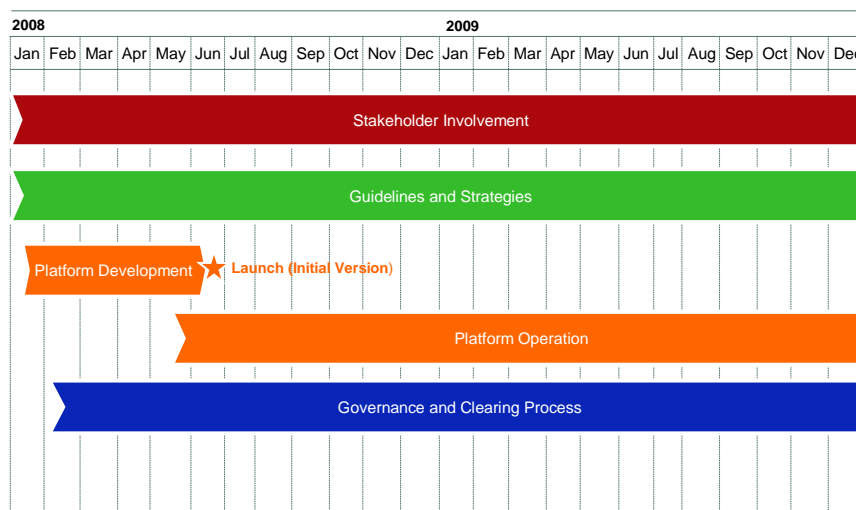 2008 2009
Jan Feb Mar Apr May Jun Jul Aug Sep Oct Nov Dec Jan Feb Mar Apr May Jun Jul Aug Sep Oct Nov Dec
Stakeholder Involvement
Guidelines and Strategies
Platform Development Launch (Initial Version)
Platform Operation
Governance and Clearing Process